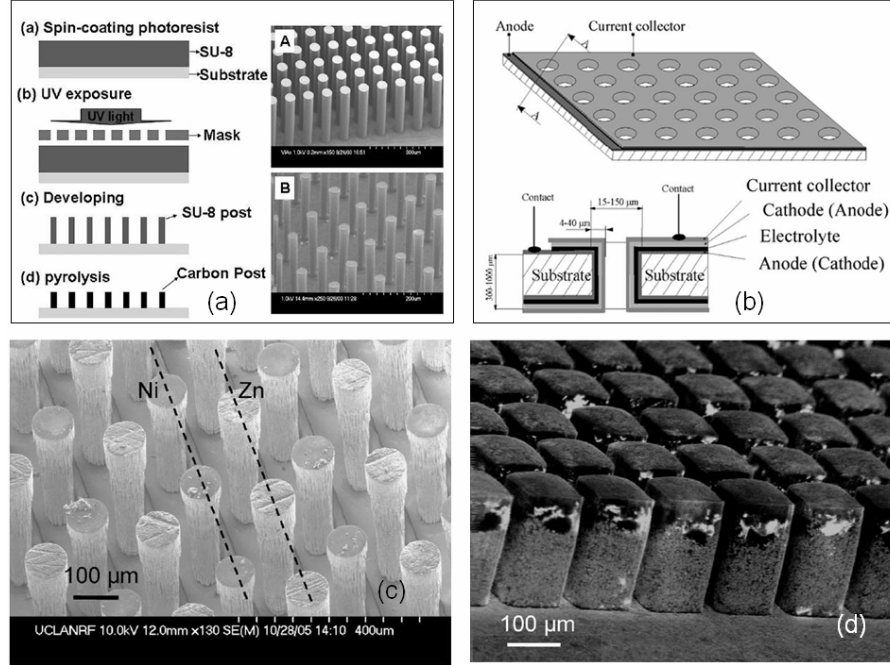 (a) Spin-coating photoresist
SU-8
Substrate
(b) UV exposure
UV light
Mask
(c) Developing
SU-8 post
(d) pyrolysis
Carbon Post
(a)
A
300um
B
200um
Anode
Current collector
A
A
Contact
15-150 µm
Contact
4-40 µm
Current collector
Cathode (Anode)
Electrolyte
Anode (Cathode)
Substrate
Substrate
300-1000 µm
(b)
Ni
Zn
100 µm
(c)
UCLANRF 10.0kV 12.0mm x130 SE(M) 10/28/05 14:10 400um
100 µm
(d)